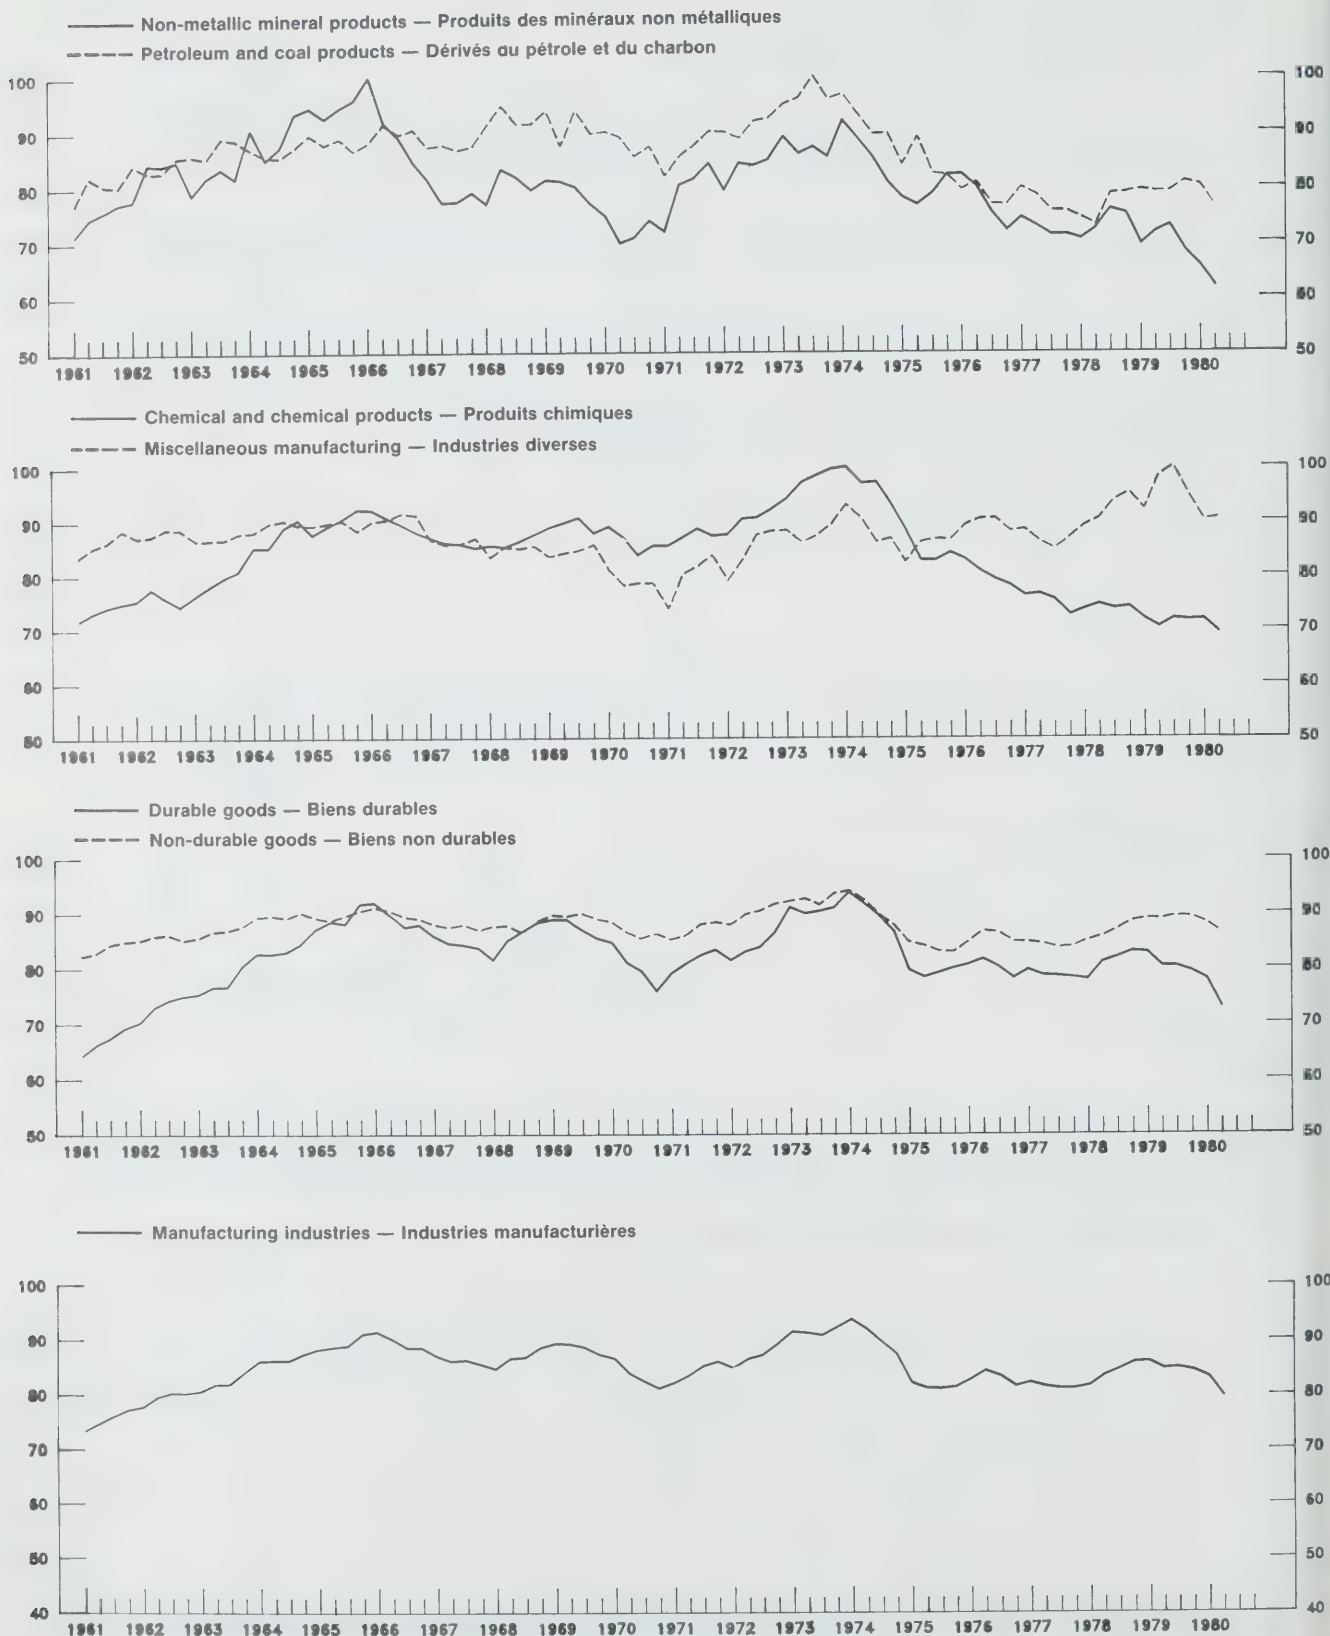 Non-metallic mineral products — Produits des minéraux non métalliques
Petroleum and coal products — Dérivés du pétrole et du charbon
100 100
90 90
80 80
70 70
60 60
50 50
1961 1962 1963 1964 1965 1966 1967 1968 1969 1970 1971 1972 1973 1974 1975 1976 1977 1978 1979 1980
Chemical and chemical products — Produits chimiques
Miscellaneous manufacturing — Industries diverses
100 100
90 90
80 80
70 70
60 60
50 50
1961 1962 1963 1964 1965 1966 1967 1968 1969 1970 1971 1972 1973 1974 1975 1976 1977 1978 1979 1980
Durable goods — Biens durables
Non-durable goods — Biens non durables
100 100
90 90
80 80
70 70
60 60
50 50
1961 1962 1963 1964 1965 1966 1967 1968 1969 1970 1971 1972 1973 1974 1975 1976 1977 1978 1979 1980
Manufacturing industries — Industries manufacturières
100 100
90 90
80 80
70 70
60 60
50 50
40 40
1961 1962 1963 1964 1965 1966 1967 1968 1969 1970 1971 1972 1973 1974 1975 1976 1977 1978 1979 1980